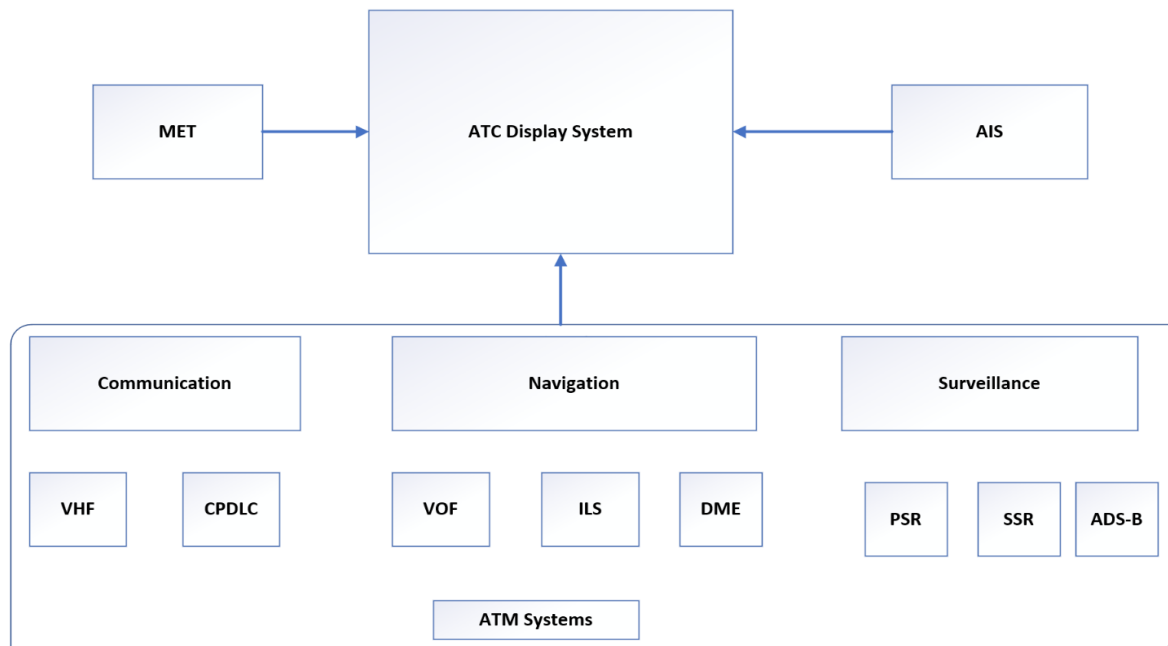 MET
ATC Display System
AIS
Communication
Navigation
Surveillance
VHF
CPDLC
VOF
ILS
DME
PSR
SSR
ADS-B
ATM Systems